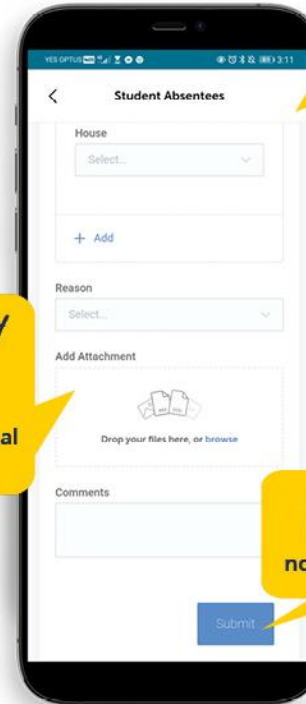 YES OPTUS 3:11
Student Absentees
House
Select...
+ Add
Reason
Select...
Add Attachment
al
Drop your files here, or browse
Comments
no
Submit